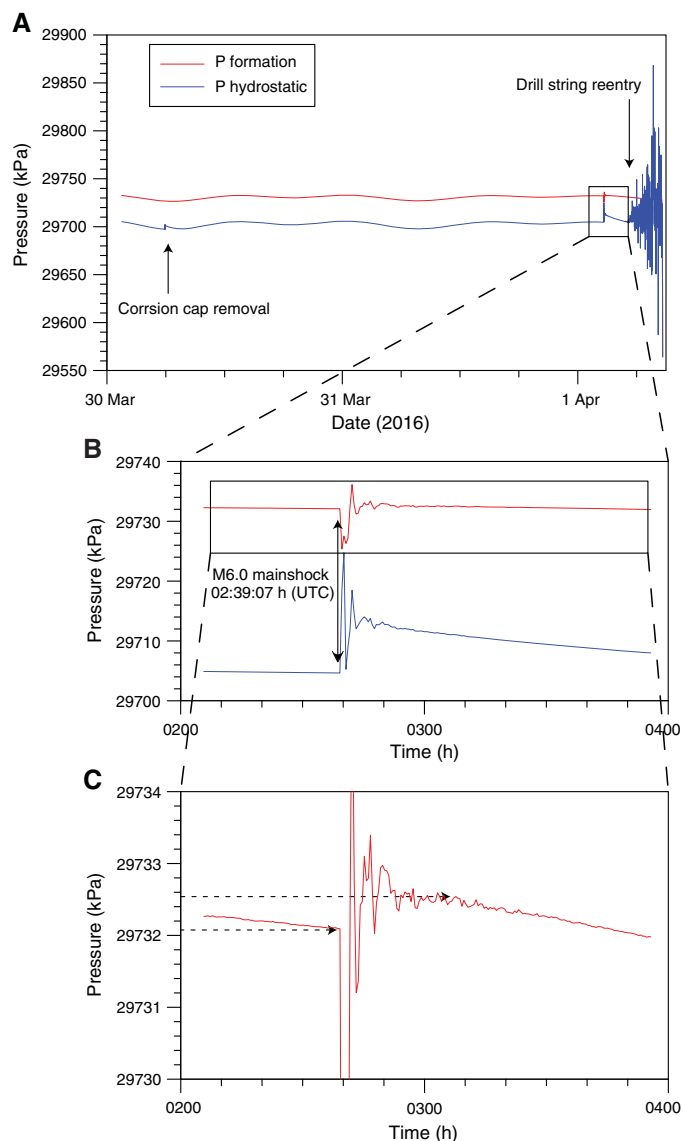 A
29900
29850
29800
29750
29700
29650
29600
29550
Pressure (kPa)
P formation
P hydrostatic
Drill string reentry
Corrsion cap removal
30 Mar
31 Mar
1 Apr
Date (2016)
B
29740
29730
29720
29710
29700
Pressure (kPa)
M6.0 mainshock
02:39:07 h (UTC)
0200
0300
0400
Time (h)
C
29734
29733
29732
29731
29730
Pressure (kPa)
0200
0300
0400
Time (h)